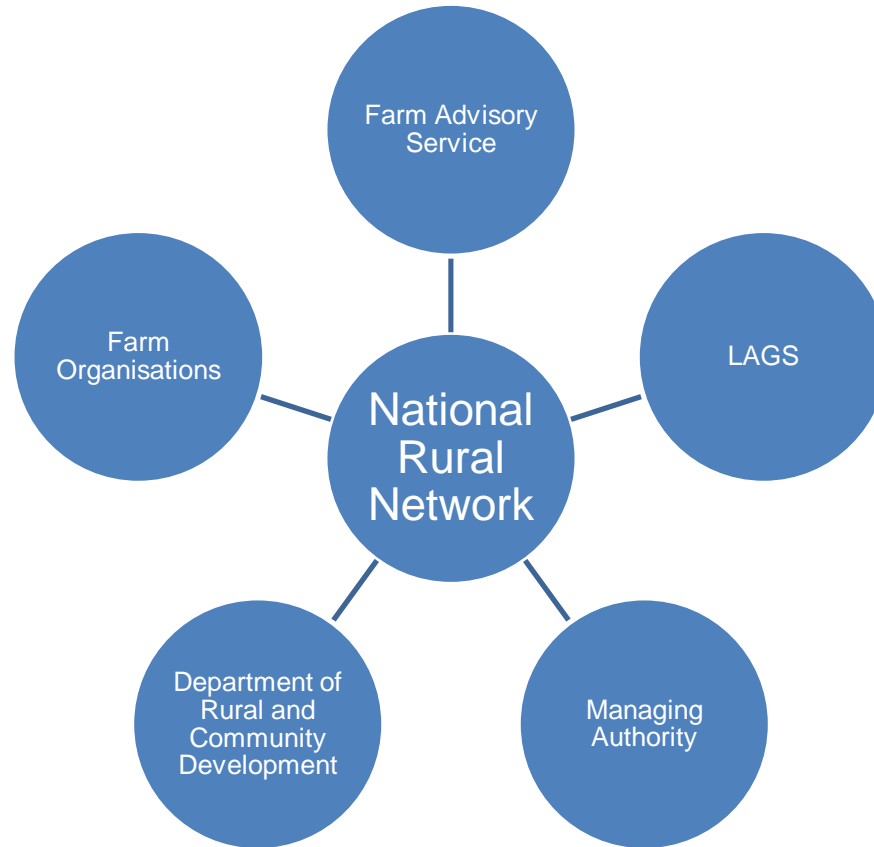 Farm Advisory
Service
Farm
Organisations
LAGS
National
Rural
Network
Department of
Rural and
Community
Development
Managing
Authority